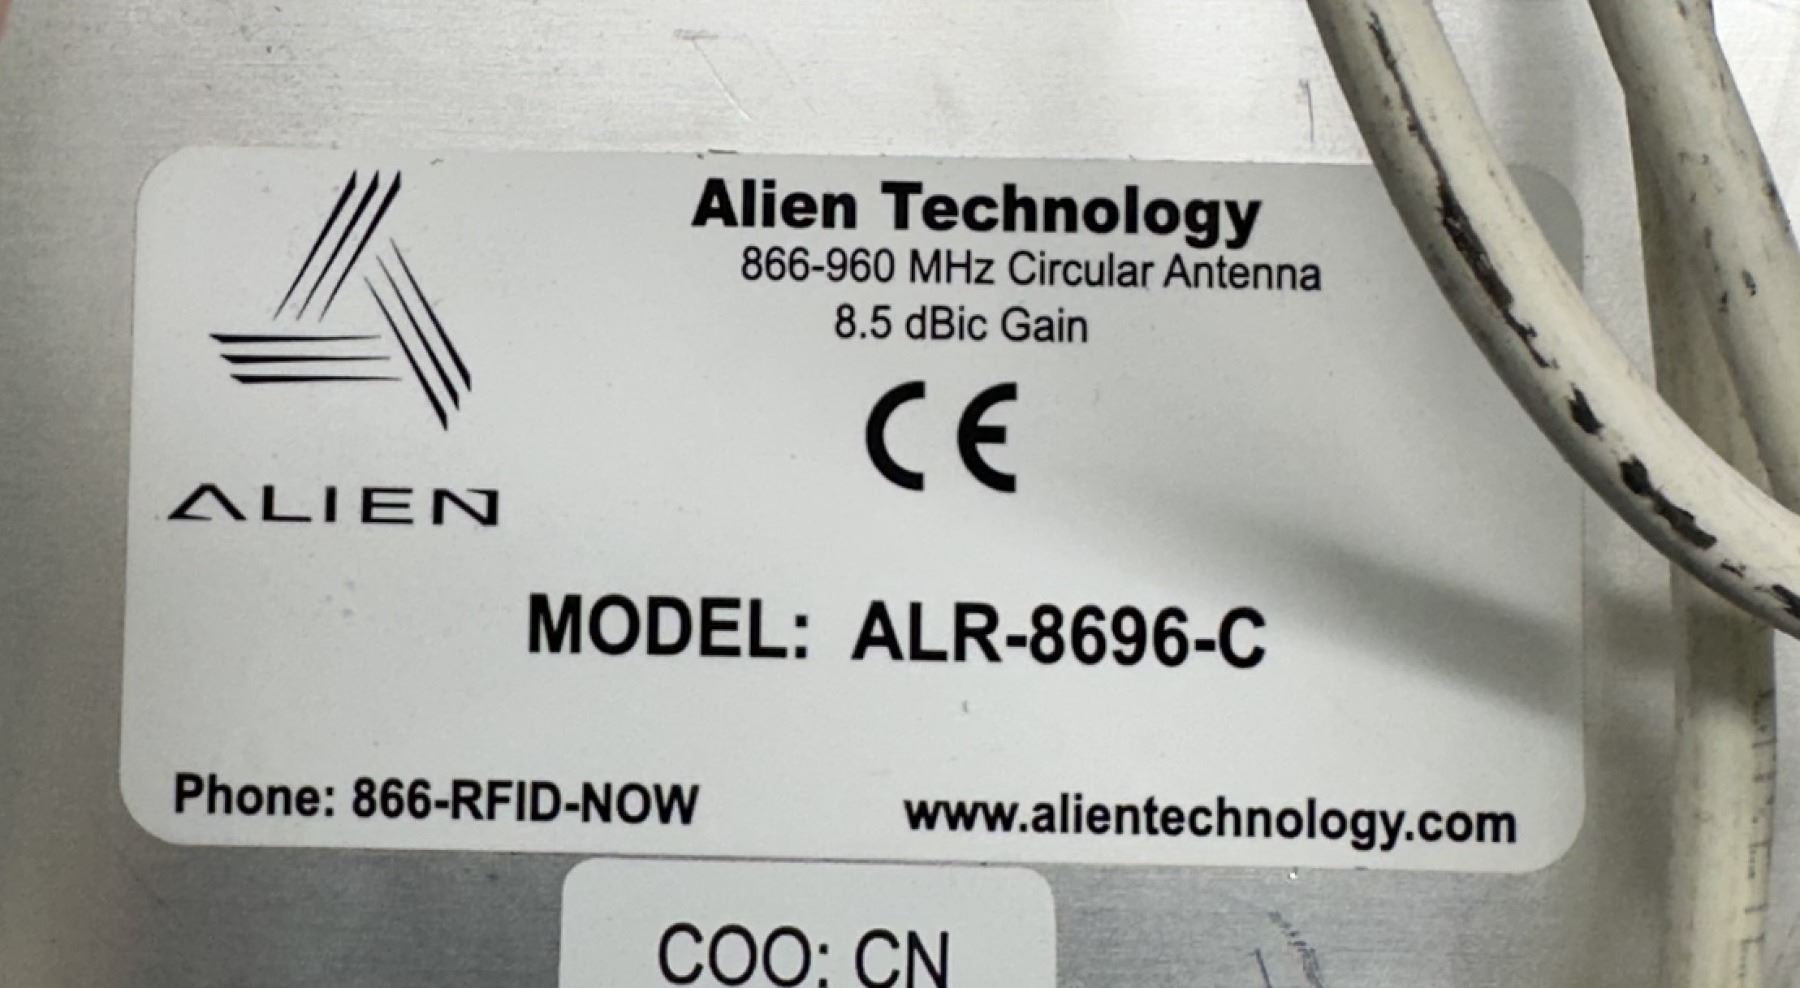 Alien Technology
866-960 MHz Circular Antenna
8.5 dBic Gain
CE
ALIEN
MODEL: ALR-8696-C
Phone: 866-RFID-NOW
www.alientechnology.com
COO: CN